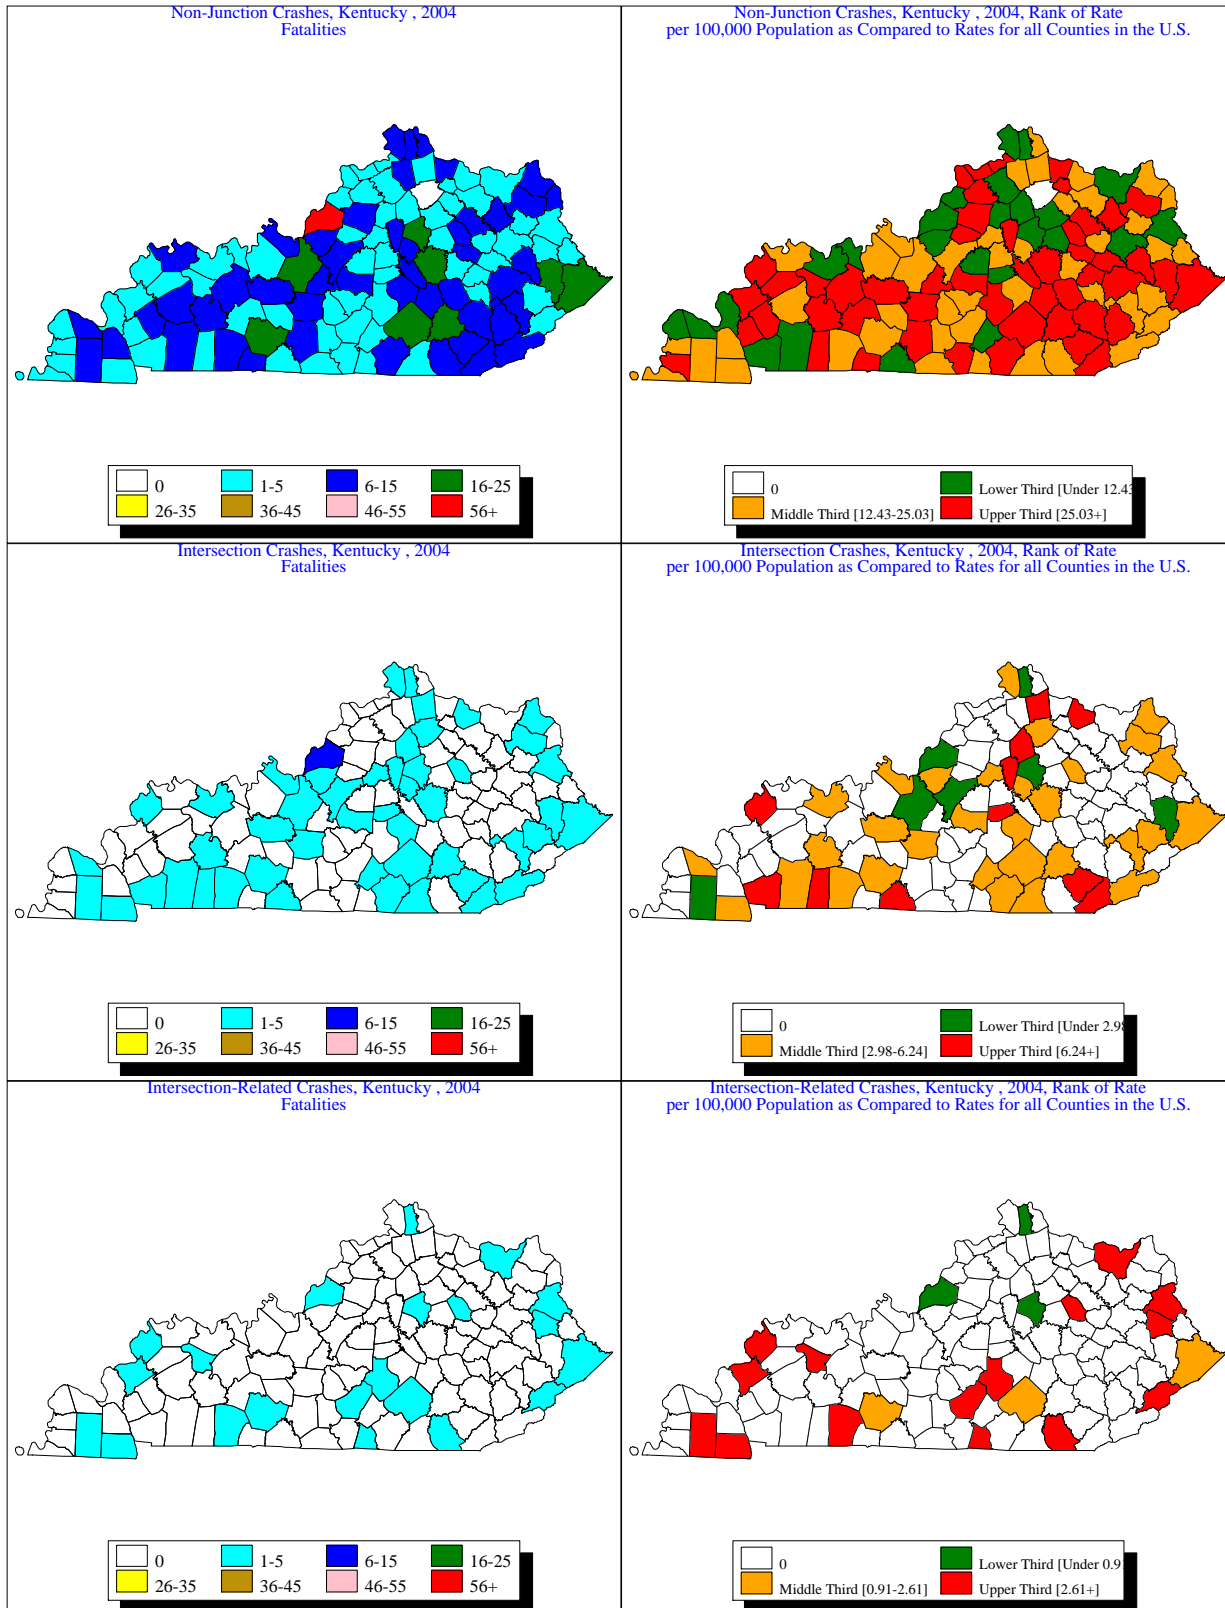 Non-Junction Crashes, Kentucky , 2004
Fatalities
0
1-5
6-15
16-25
26-35
36-45
46-55
56+
Non-Junction Crashes, Kentucky , 2004, Rank of Rate
per 100,000 Population as Compared to Rates for all Counties in the U.S.
0
Lower Third [Under 12.43
Middle Third [12.43-25.03]
Upper Third [25.03+]
Intersection Crashes, Kentucky , 2004
Fatalities
0
1-5
6-15
16-25
26-35
36-45
46-55
56+
Intersection Crashes, Kentucky , 2004, Rank of Rate
per 100,000 Population as Compared to Rates for all Counties in the U.S.
0
Lower Third [Under 2.98
Middle Third [2.98-6.24]
Upper Third [6.24+]
Intersection-Related Crashes, Kentucky , 2004
Fatalities
0
1-5
6-15
16-25
26-35
36-45
46-55
56+
Intersection-Related Crashes, Kentucky , 2004, Rank of Rate
per 100,000 Population as Compared to Rates for all Counties in the U.S.
0
Lower Third [Under 0.91
Middle Third [0.91-2.61]
Upper Third [2.61+]